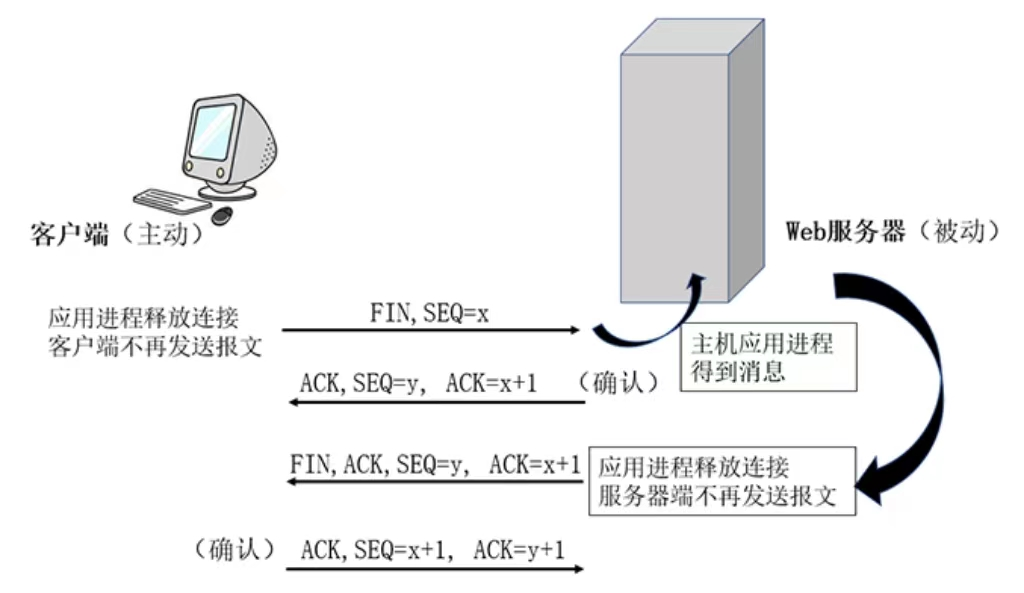 客户端（主动）
Web服务器（被动）
应用进程释放连接
客户端不再发送报文
FIN,SEQ=x
主机应用进程
得到消息
ACK,SEQ=y, ACK=x+1 （确认）
FIN,ACK,SEQ=y, ACK=x+1
应用进程释放连接
服务器端不再发送报文
（确认） ACK,SEQ=x+1, ACK=y+1